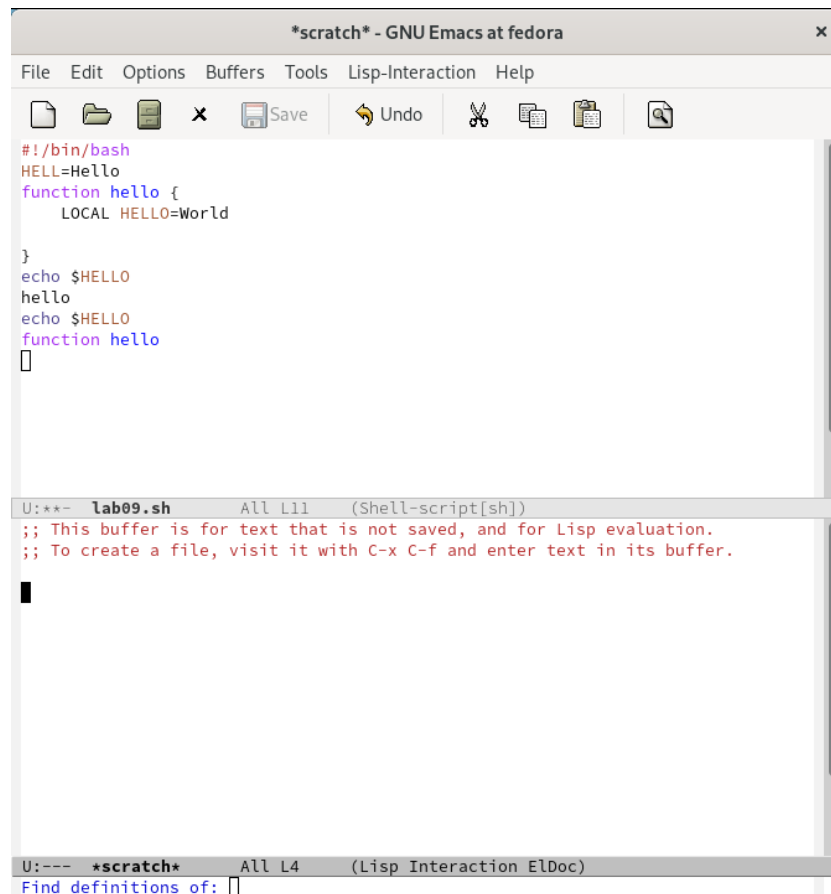 *scratch* - GNU Emacs at fedora ×
File Edit Options Buffers Tools Lisp-Interaction Help
Save Undo
#!/bin/bash
HELL=Hello
function hello {
    LOCAL HELLO=World
}
echo $HELLO
hello
echo $HELLO
function hello
U:**- lab09.sh All L11 (Shell-script[sh])
;; This buffer is for text that is not saved, and for Lisp evaluation.
;; To create a file, visit it with C-x C-f and enter text in its buffer.
U:--- *scratch* All L4 (Lisp Interaction ElDoc)
Find definitions of: